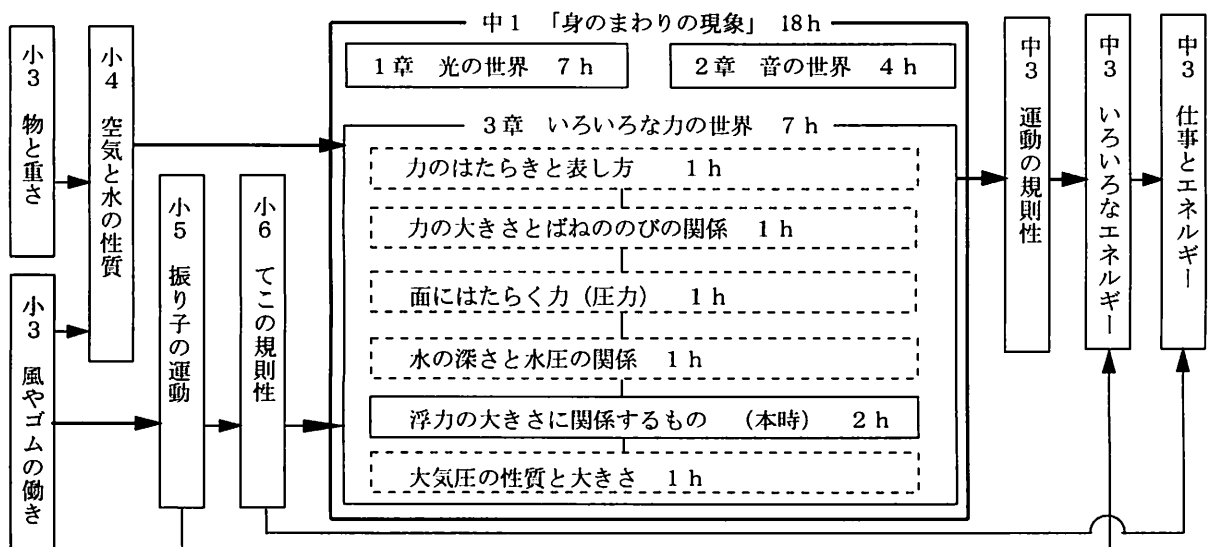 中1 「身のまわりの現象」 18h
1章 光の世界 7h
2章 音の世界 4h
3章 いろいろな力の世界 7h
力のはたらきと表し方 1h
力の大きさとばねののびの関係 1h
面にはたらく力（圧力） 1h
水の深さと水圧の関係 1h
浮力の大きさに関係するもの （本時） 2h
大気圧の性質と大きさ 1h
小3 物と重さ
小3 風やゴムの働き
小4 空気と水の性質
小5 振り子の運動
小6 てこの規則性
中3 運動の規則性
中3 いろいろなエネルギー
中3 仕事とエネルギー